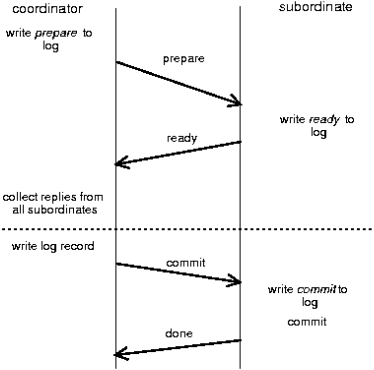 coordinator
subordinate
write prepare to
log
prepare
write ready to
log
ready
collect replies from
all subordinates
write log record
commit
write commit to
log
commit
done